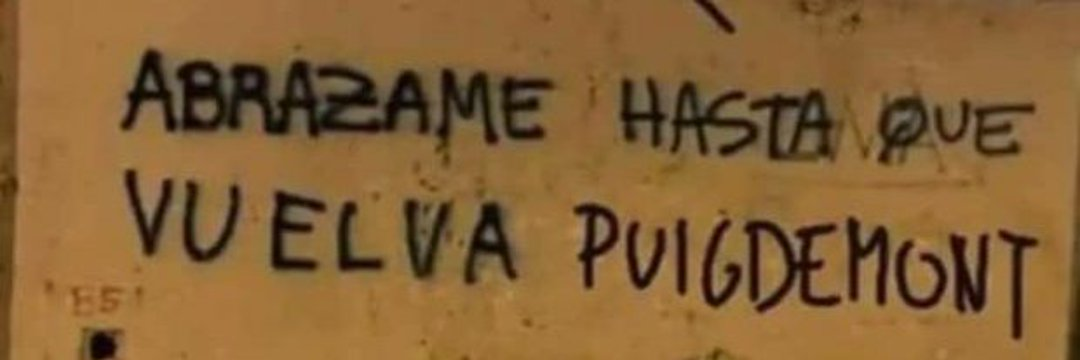 ABRAZAME HASTA QUE
VUELVA PUIGDEMONT